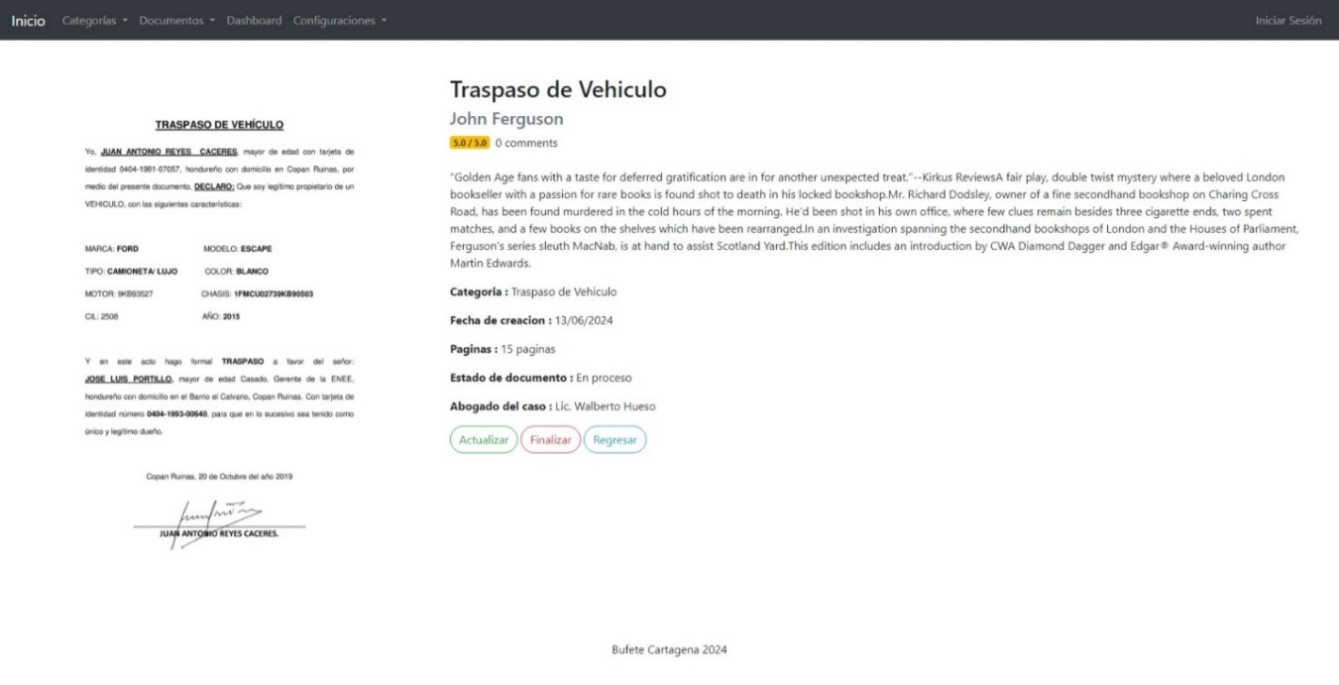 Inicio Categorías Documentos Dashboard Configuraciones Iniciar Sesión
TRASPASO DE VEHÍCULO
Yo, JUAN ANTONIO REYES CACERES, mayor de edad con tarjeta de
identidad 0404-1981-07057, hondureño con domicilio en Copan Ruinas, por
medio del presente documento, DECLARO: Que soy legitimo propietario de un
VEHICULO, con las siguientes características:
MARCA: FORD MODELO: ESCAPE
TIPO: CAMIONETA/ LUJO COLOR: BLANCO
MOTOR: 9KB93527 CHASIS: 1FMCU02739KB90503
CIL: 2508 AÑO: 2015
Y en este acto hago formal TRASPASO a favor del señor:
JOSE LUIS PORTILLO, mayor de edad Casado, Gerente de la ENEE,
hondureño con domicilio en el Barrio el Calvario, Copan Ruinas. Con tarjeta de
identidad número 0404-1993-00640, para que en lo sucesivo sea tenido como
único y legitimo dueño.
Copan Ruinas, 20 de Octubre del año 2019
JUAN ANTONIO REYES CACERES.
Traspaso de Vehiculo
John Ferguson
5.0 / 5.0 0 comments
"Golden Age fans with a taste for deferred gratification are in for another unexpected treat."--Kirkus ReviewsA fair play, double twist mystery where a beloved London
bookseller with a passion for rare books is found shot to death in his locked bookshop.Mr. Richard Dodsley, owner of a fine secondhand bookshop on Charing Cross
Road, has been found murdered in the cold hours of the morning. He'd been shot in his own office, where few clues remain besides three cigarette ends, two spent
matches, and a few books on the shelves which have been rearranged.In an investigation spanning the secondhand bookshops of London and the Houses of Parliament,
Ferguson's series sleuth MacNab, is at hand to assist Scotland Yard.This edition includes an introduction by CWA Diamond Dagger and Edgar® Award-winning author
Martin Edwards.
Categoria : Traspaso de Vehiculo
Fecha de creacion : 13/06/2024
Paginas : 15 paginas
Estado de documento : En proceso
Abogado del caso : Lic. Walberto Hueso
Actualizar Finalizar Regresar
Bufete Cartagena 2024